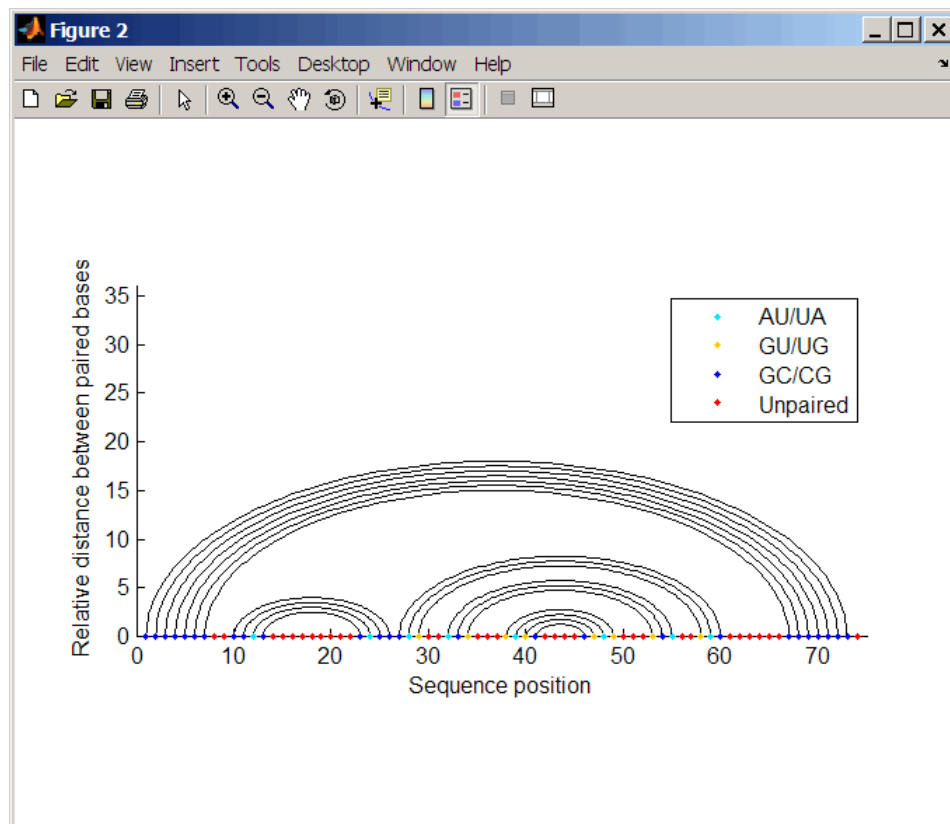 Figure 2
File Edit View Insert Tools Desktop Window Help
Relative distance between paired bases
35
30
25
20
15
10
5
0
AU/UA
GU/UG
GC/CG
Unpaired
0 10 20 30 40 50 60 70
Sequence position